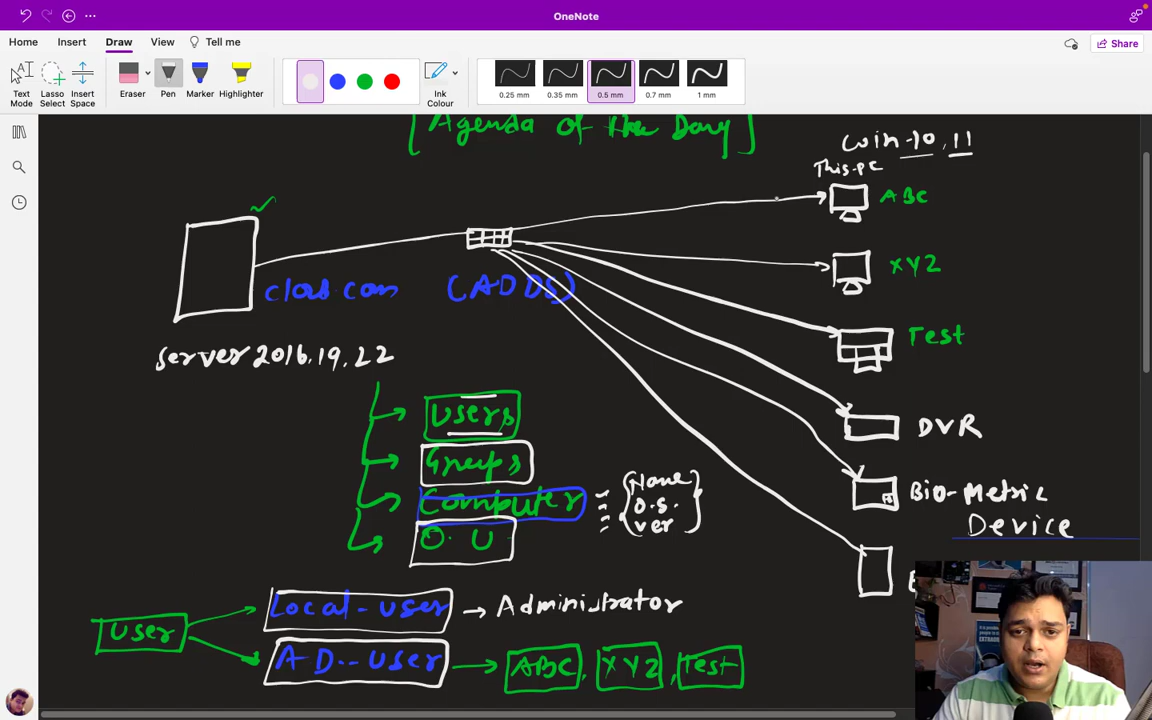 OneNote
Home Insert Draw View Tell me
Share
Text Mode
Lasso Select
Insert Space
Eraser
Pen
Marker
Highlighter
Ink Colour
0.25 mm
0.35 mm
0.5 mm
0.7 mm
1 mm
[Agenda of the Day]
win-10, 11
This-pc
ABC
XYZ
(ADDS)
Test
Server 2016,19,22
Users
DVR
Groups
Computer
Name
O.S.
ver
Bio-Metric
Device
O.U
Local-user → Administrator
User
A D.-User
ABC, XYZ, Test